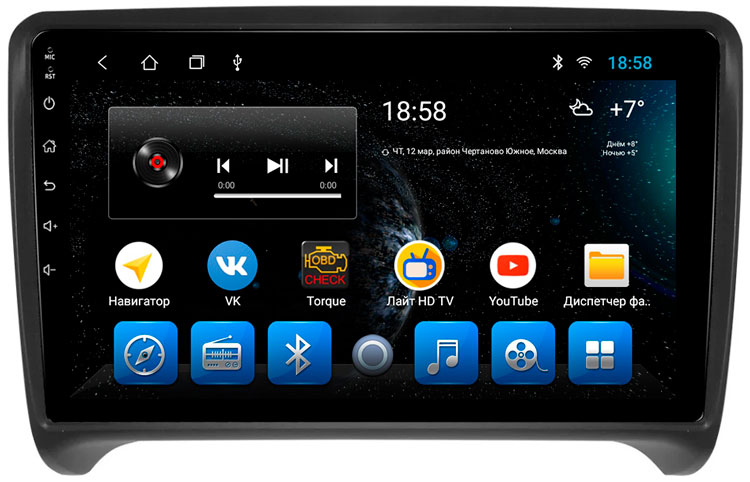 MIC
18:58
RST
18:58
+7°
ЧТ, 12 мар, район Чертаново Южное, Москва
Днём +8°
Ночью +5°
0:00
0:00
OBD
CHECK
Навигатор
VK
Torque
Лайт HD TV
YouTube
Диспетчер фа..